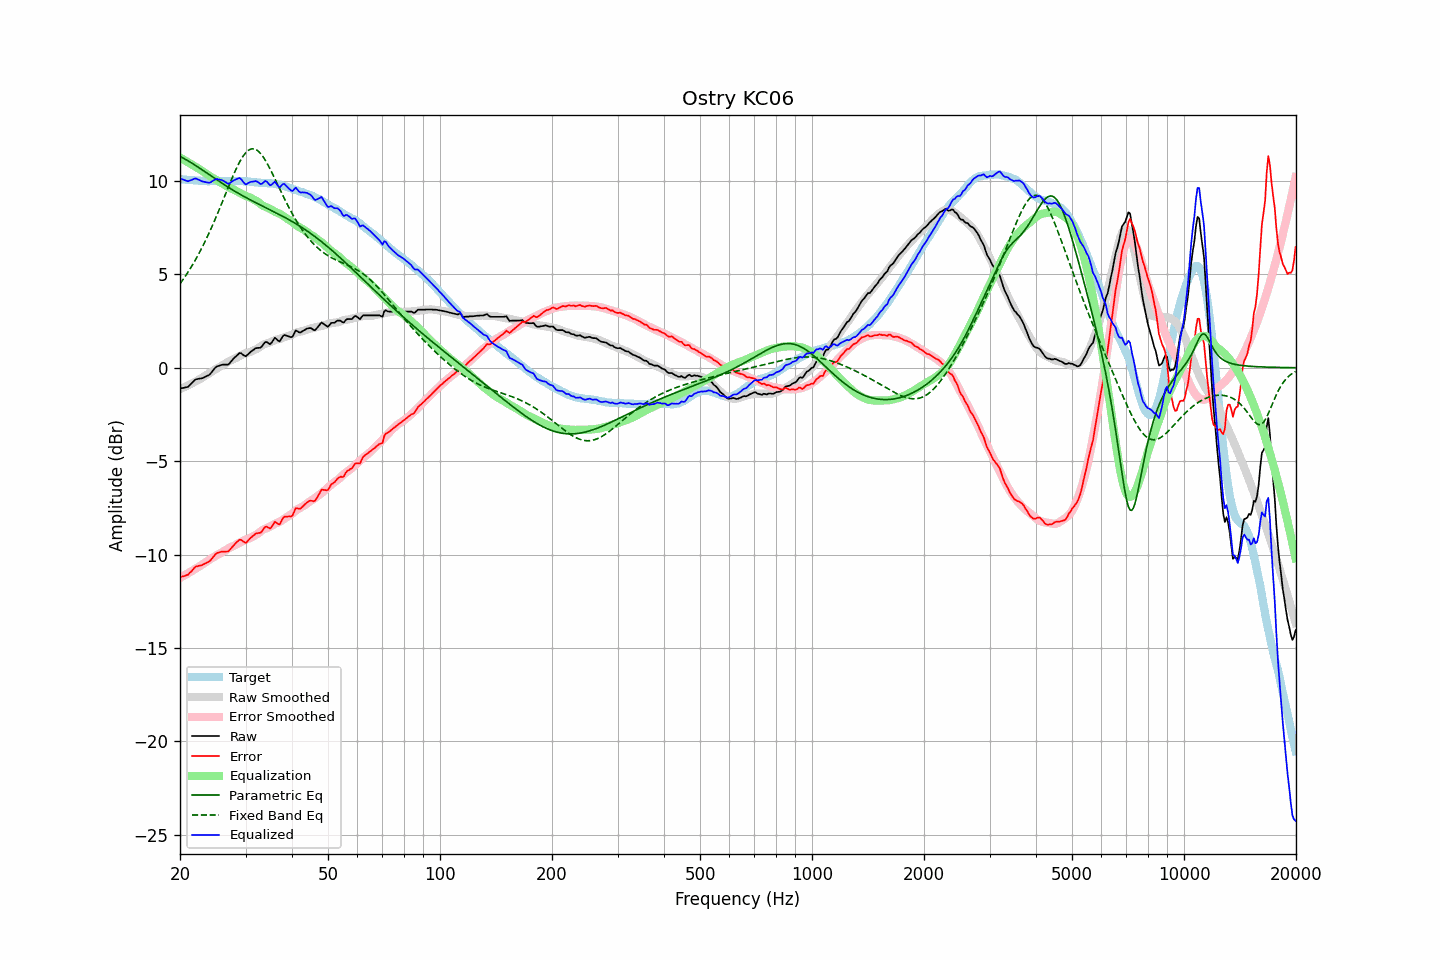 Ostry KC06
Amplitude (dBr)
10
5
0
−5
−10
−15
−20
−25
Target
Raw Smoothed
Error Smoothed
Raw
Error
Equalization
Parametric Eq
Fixed Band Eq
Equalized
20 50 100 200 500 1000 2000 5000 10000 20000
Frequency (Hz)